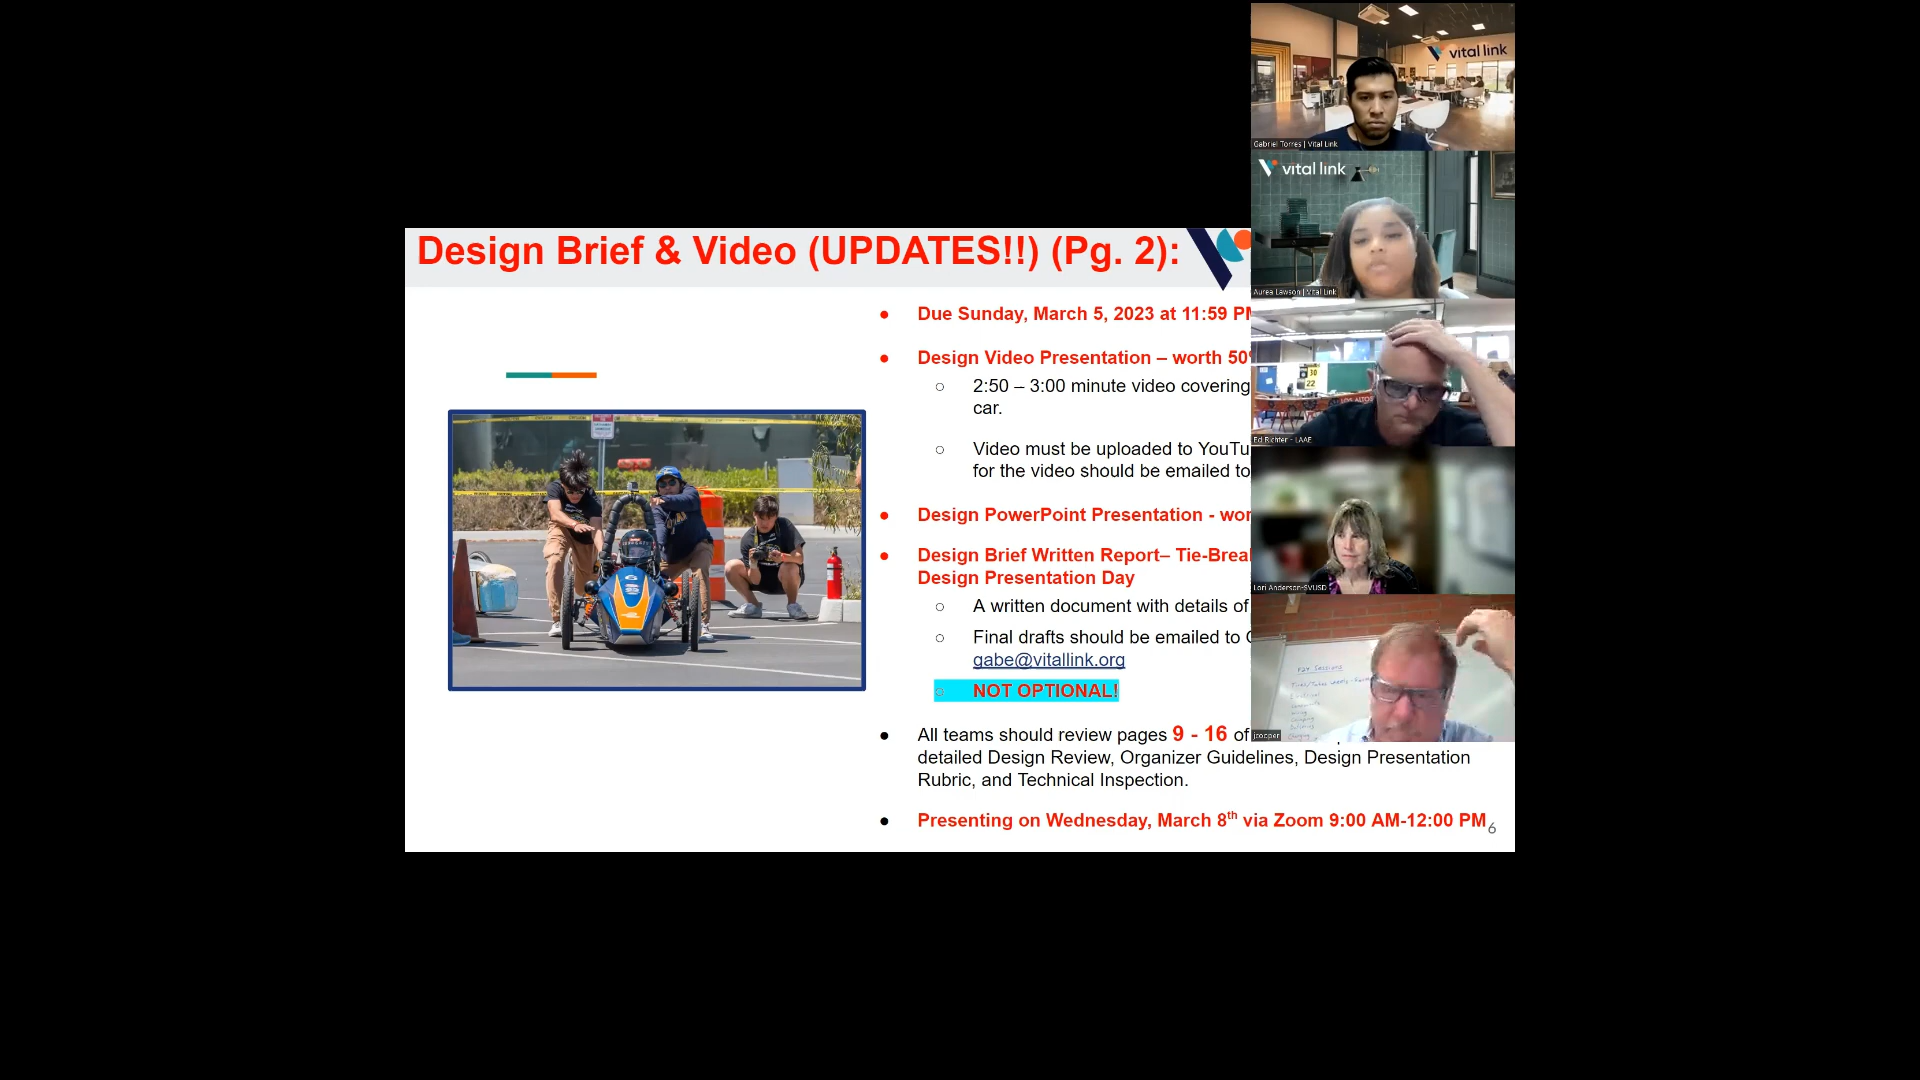 Design Brief & Video (UPDATES!!) (Pg. 2):
● Due Sunday, March 5, 2023 at 11:59
● Design Video Presentation – worth
○ 2:50 – 3:00 minute video covering
car.
○ Video must be uploaded to
for the video should be emailed to
● Design PowerPoint Presentation -
● Design Brief Written Report–
Design Presentation Day
○ A written document with details of
○ Final drafts should be emailed to
gabe@vitallink.org
○ NOT OPTIONAL!
● All teams should review pages 9 - 16 of
detailed Design Review, Organizer Guidelines, Design Presentation
Rubric, and Technical Inspection.
● Presenting on Wednesday, March 8th via Zoom 9:00 AM-12:00 PM
6
vital link
Gabriel Torres | Vital Link
vital link
Aurea Lawson | Vital Link
30
22
LOS ALTOS
Ed Richter - LAAE
Lori Anderson-SVUSD
jcooper